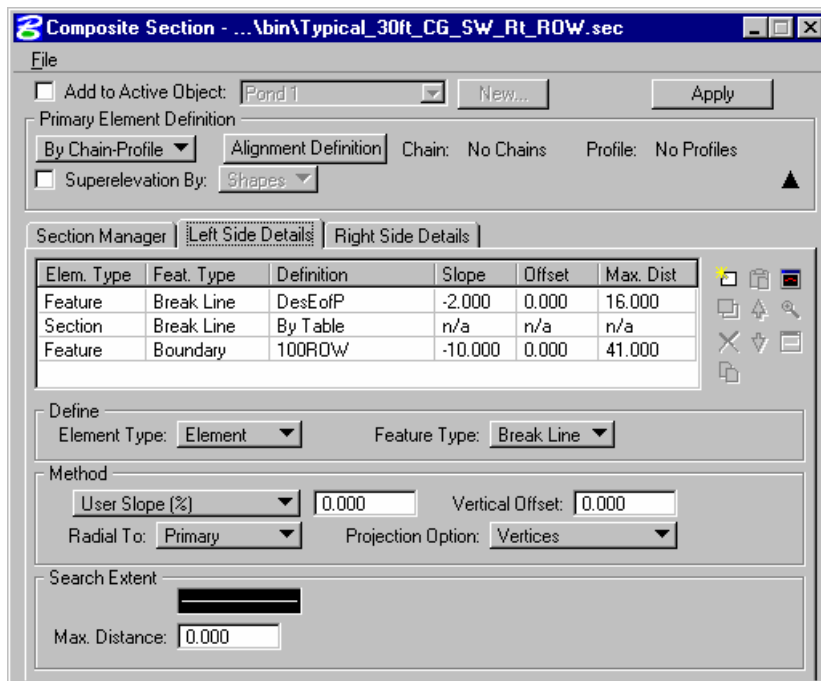 Composite Section - ...\bin\Typical_30ft_CG_SW_Rt_ROW.sec
File
Add to Active Object: Pond 1 New... Apply
Primary Element Definition
By Chain-Profile Alignment Definition Chain: No Chains Profile: No Profiles
Superelevation By: Shapes
Section Manager Left Side Details Right Side Details
Elem. Type Feat. Type Definition Slope Offset Max. Dist
Feature Break Line DesEofP -2.000 0.000 16.000
Section Break Line By Table n/a n/a n/a
Feature Boundary 100ROW -10.000 0.000 41.000
Define
Element Type: Element Feature Type: Break Line
Method
User Slope (%) 0.000 Vertical Offset: 0.000
Radial To: Primary Projection Option: Vertices
Search Extent
Max. Distance: 0.000